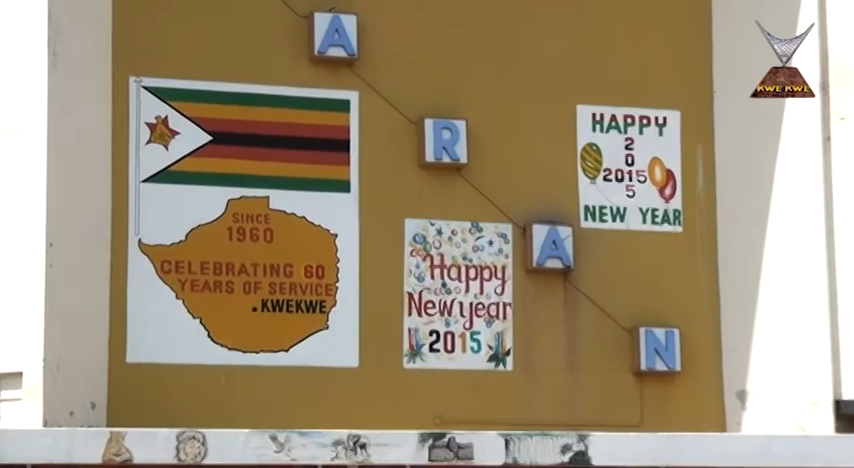 KWE KWE
A
R
A
N
SINCE
1960
CELEBRATING 60
YEARS OF SERVICE
.KWEKWE
Happy
New year
2015
HAPPY
2
0
2015
5
NEW YEAR